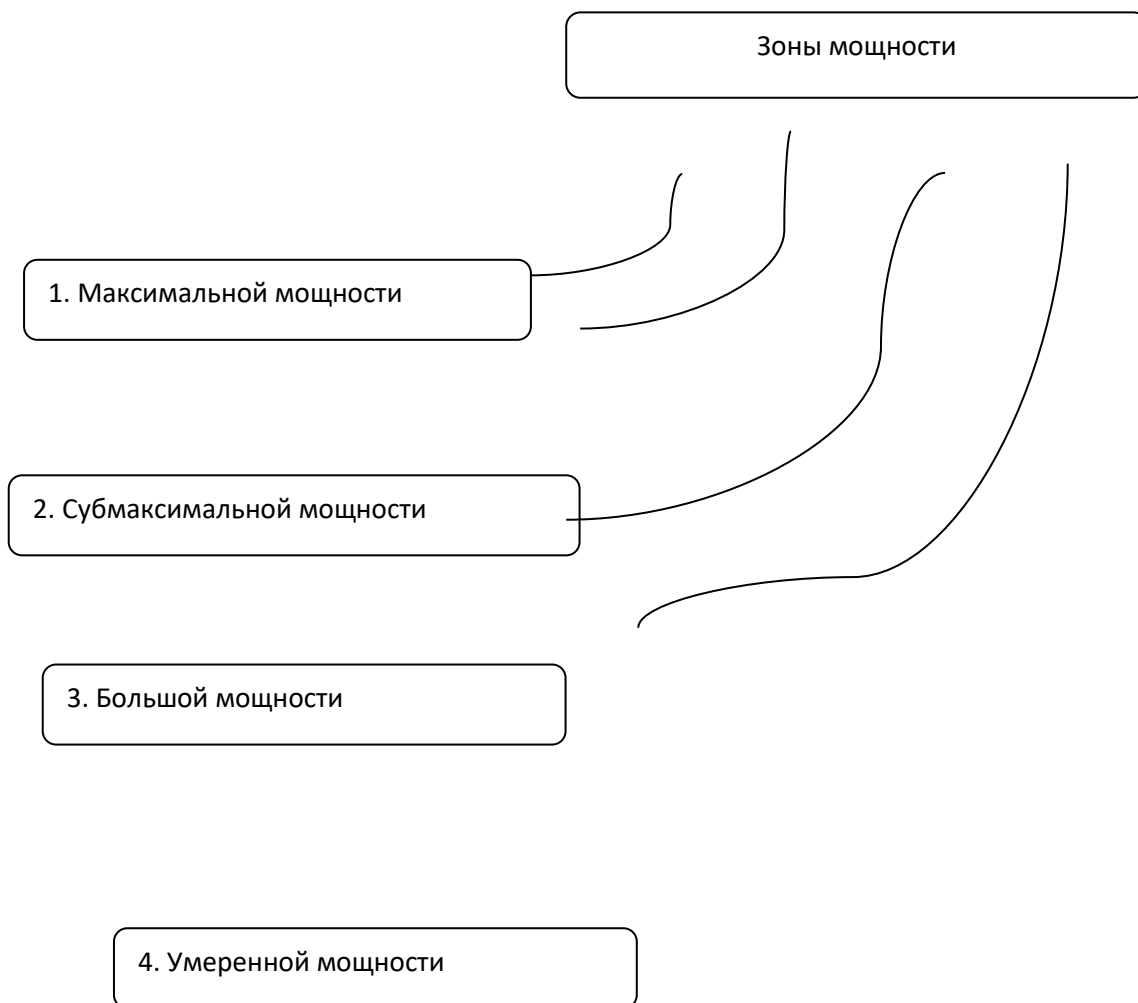 Зоны мощности
1. Максимальной мощности
2. Субмаксимальной мощности
3. Большой мощности
4. Умеренной мощности